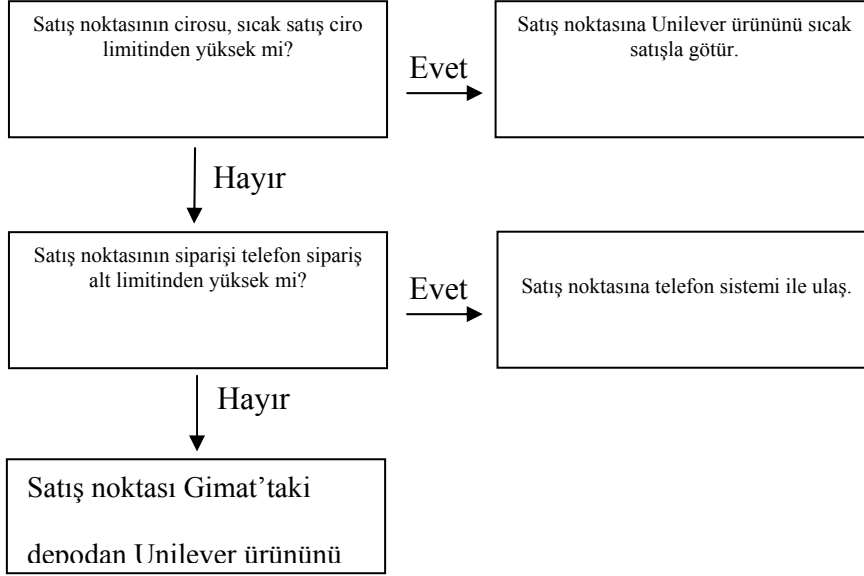 Satış noktasının cirosu, sıcak satış ciro
limitinden yüksek mi?
Evet
Satış noktasına Unilever ürününü sıcak
satışla götür.
Hayır
Satış noktasının siparişi telefon sipariş
alt limitinden yüksek mi?
Evet
Satış noktasına telefon sistemi ile ulaş.
Hayır
Satış noktası Gimat’taki
depodan Unilever ürününü